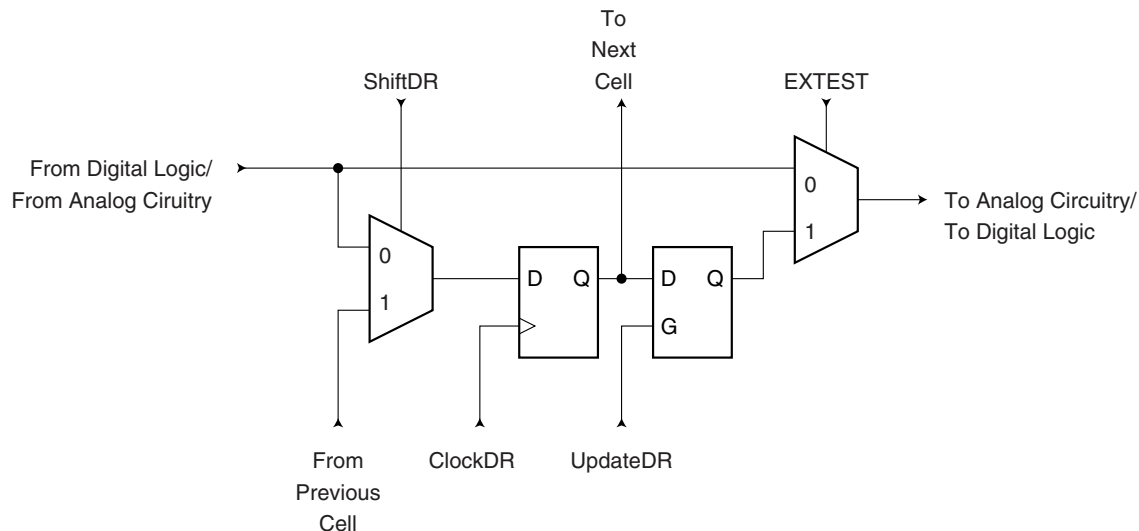 To
Next
Cell
ShiftDR
EXTEST
From Digital Logic/
From Analog Ciruitry
0
To Analog Circuitry/
To Digital Logic
1
0
D Q
D Q
1
G
From
Previous
Cell
ClockDR
UpdateDR